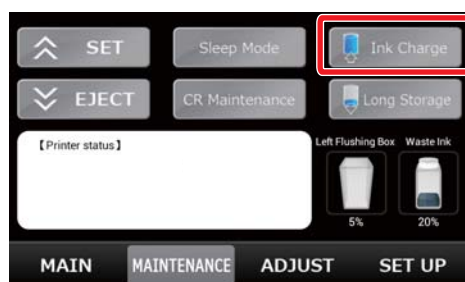 SET
Sleep Mode
Ink Charge
EJECT
CR Maintenance
Long Storage
【Printer status】
Left Flushing Box
Waste Ink
5%
20%
MAIN
MAINTENANCE
ADJUST
SET UP